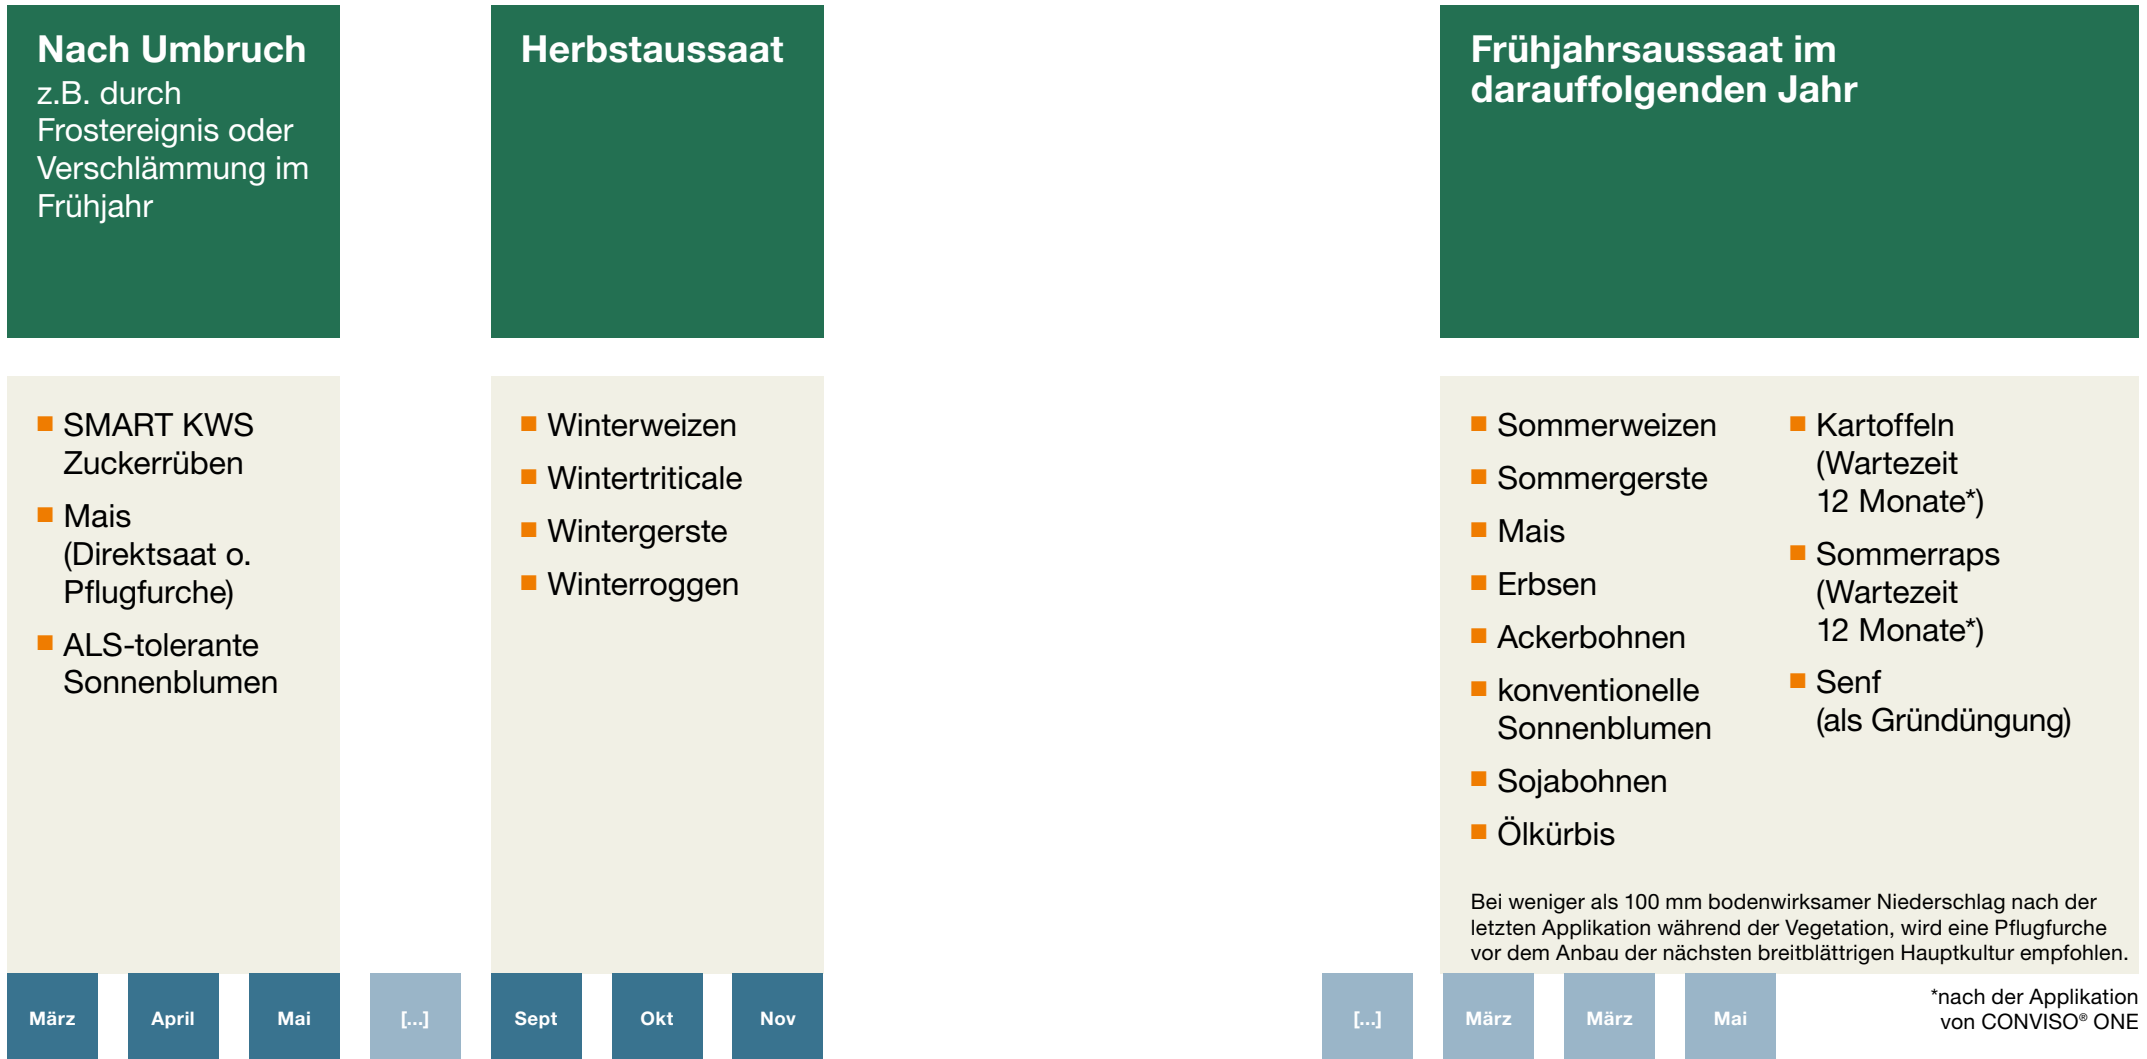 Nach Umbruch
z.B. durch
Frostereignis oder
Verschlämmung im
Frühjahr
SMART KWS
Zuckerrüben
Mais
(Direktsaat o.
Pflugfurche)
ALS-tolerante
Sonnenblumen
Herbstaussaat
Winterweizen
Wintertriticale
Wintergerste
Winterroggen
Frühjahrsaussaat im
darauffolgenden Jahr
Sommerweizen
Sommergerste
Mais
Erbsen
Ackerbohnen
konventionelle
Sonnenblumen
Sojabohnen
Ölkürbis
Kartoffeln
(Wartezeit
12 Monate*)
Sommerraps
(Wartezeit
12 Monate*)
Senf
(als Gründüngung)
Bei weniger als 100 mm bodenwirksamer Niederschlag nach der
letzten Applikation während der Vegetation, wird eine Pflugfurche
vor dem Anbau der nächsten breitblättrigen Hauptkultur empfohlen.
März
April
Mai
[...]
Sept
Okt
Nov
[...]
März
März
Mai
*nach der Applikation
von CONVISO® ONE